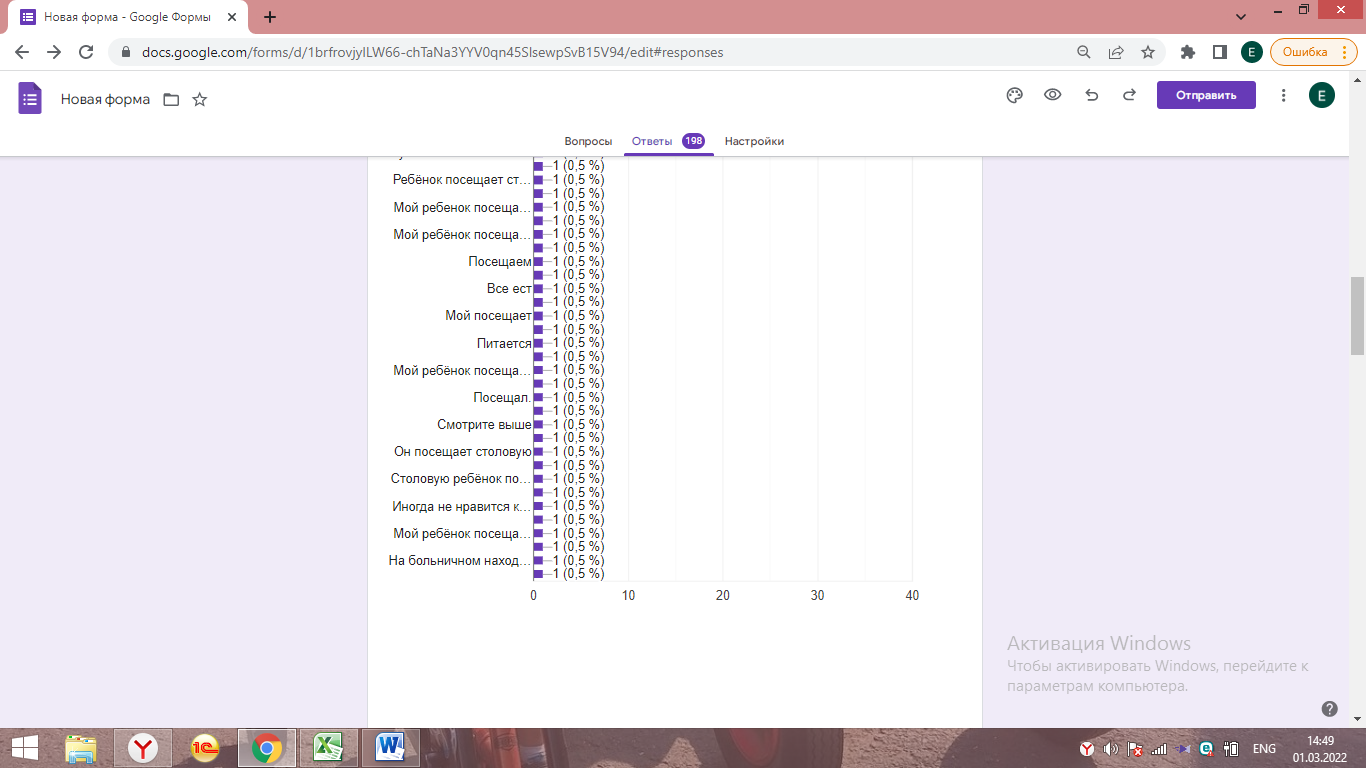 Новая форма - Google Формы
docs.google.com/forms/d/1brfrovjyILW66-chTaNa3YYV0qn45SIsewpSvB15V94/edit#responses
E
Ошибка
Новая форма
Отправить
E
Вопросы
Ответы 198
Настройки
1 (0,5 %)
Ребёнок посещает ст… 1 (0,5 %)
1 (0,5 %)
Мой ребенок посеща… 1 (0,5 %)
1 (0,5 %)
Мой ребёнок посеща… 1 (0,5 %)
1 (0,5 %)
Посещаем 1 (0,5 %)
1 (0,5 %)
Все ест 1 (0,5 %)
1 (0,5 %)
Мой посещает 1 (0,5 %)
1 (0,5 %)
Питается 1 (0,5 %)
1 (0,5 %)
Мой ребёнок посеща… 1 (0,5 %)
1 (0,5 %)
Посещал. 1 (0,5 %)
1 (0,5 %)
Смотрите выше 1 (0,5 %)
1 (0,5 %)
Он посещает столовую 1 (0,5 %)
1 (0,5 %)
Столовую ребёнок по… 1 (0,5 %)
1 (0,5 %)
Иногда не нравится к… 1 (0,5 %)
1 (0,5 %)
Мой ребёнок посеща… 1 (0,5 %)
1 (0,5 %)
На больничном наход… 1 (0,5 %)
1 (0,5 %)
0 10 20 30 40
Активация Windows
Чтобы активировать Windows, перейдите к
параметрам компьютера.
ENG
14:49
01.03.2022